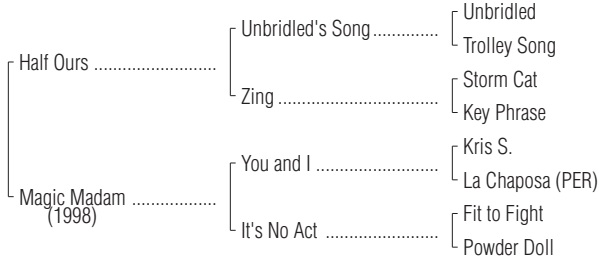 Unbridled
Unbridled's Song..............
Trolley Song
Half Ours ..........................
Storm Cat
Zing ..................................
Key Phrase
Kris S.
You and I ..........................
La Chaposa (PER)
Magic Madam ..................
(1998)
Fit to Fight
It's No Act ........................
Powder Doll